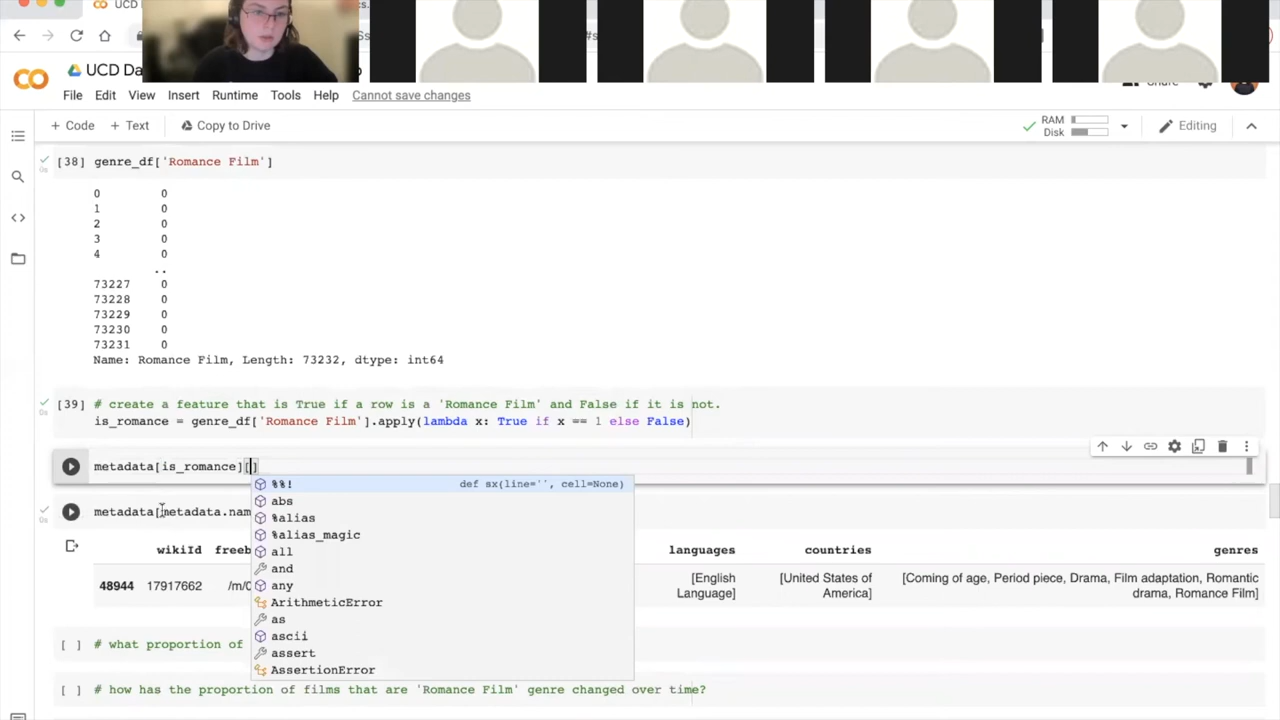 UCD Da
File Edit View Insert Runtime Tools Help Cannot save changes
+ Code + Text Copy to Drive
RAM
Disk
Editing
[38] genre_df['Romance Film']
0 0
1 0
2 0
3 0
4 0
..
73227 0
73228 0
73229 0
73230 0
73231 0
Name: Romance Film, Length: 73232, dtype: int64
[39] # create a feature that is True if a row is a 'Romance Film' and False if it is not.
is_romance = genre_df['Romance Film'].apply(lambda x: True if x == 1 else False)
metadata[is_romance][]
%%! def sx(line='', cell=None)
abs
%alias
%alias_magic
all
and
any
ArithmeticError
as
ascii
assert
AssertionError
metadata[metadata.nam
wikiId freeb languages countries genres
48944 17917662 /m/0 [English Language] [United States of America] [Coming of age, Period piece, Drama, Film adaptation, Romantic drama, Romance Film]
[ ] # what proportion of
[ ] # how has the proportion of films that are 'Romance Film' genre changed over time?